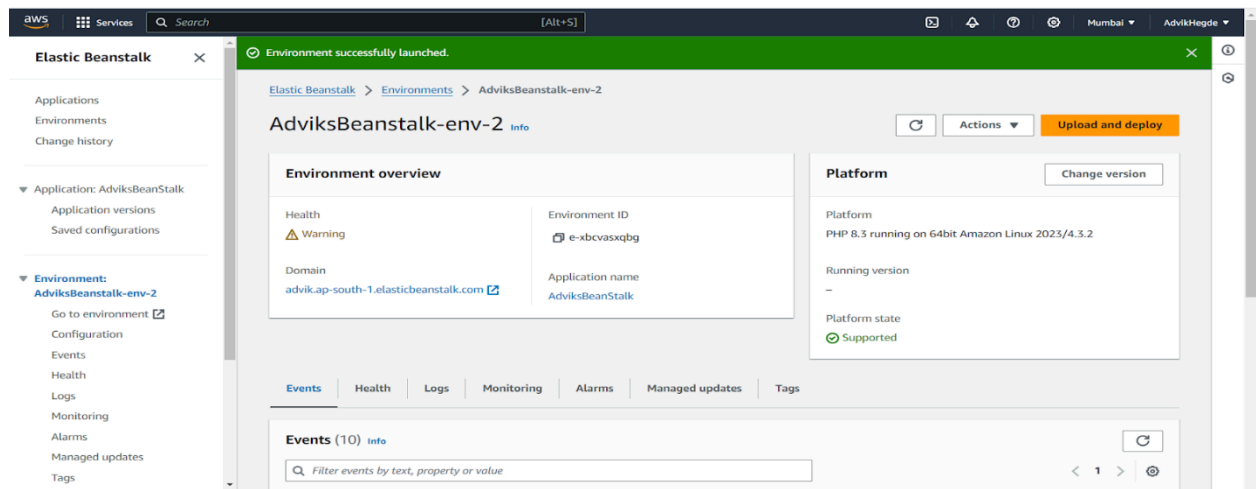 aws
Services
Search
[Alt+S]
Mumbai
AdvikHegde
Elastic Beanstalk
Applications
Environments
Change history
Application: AdviksBeanStalk
Application versions
Saved configurations
Environment:
AdviksBeanstalk-env-2
Go to environment
Configuration
Events
Health
Logs
Monitoring
Alarms
Managed updates
Tags
Environment successfully launched.
Elastic Beanstalk > Environments > AdviksBeanstalk-env-2
AdviksBeanstalk-env-2 Info
Actions
Upload and deploy
Environment overview
Health
Warning
Domain
advik.ap-south-1.elasticbeanstalk.com
Environment ID
e-xbcvasxqbg
Application name
AdviksBeanStalk
Platform
Change version
Platform
PHP 8.3 running on 64bit Amazon Linux 2023/4.3.2
Running version
–
Platform state
Supported
Events
Health
Logs
Monitoring
Alarms
Managed updates
Tags
Events (10) Info
Filter events by text, property or value
< 1 >